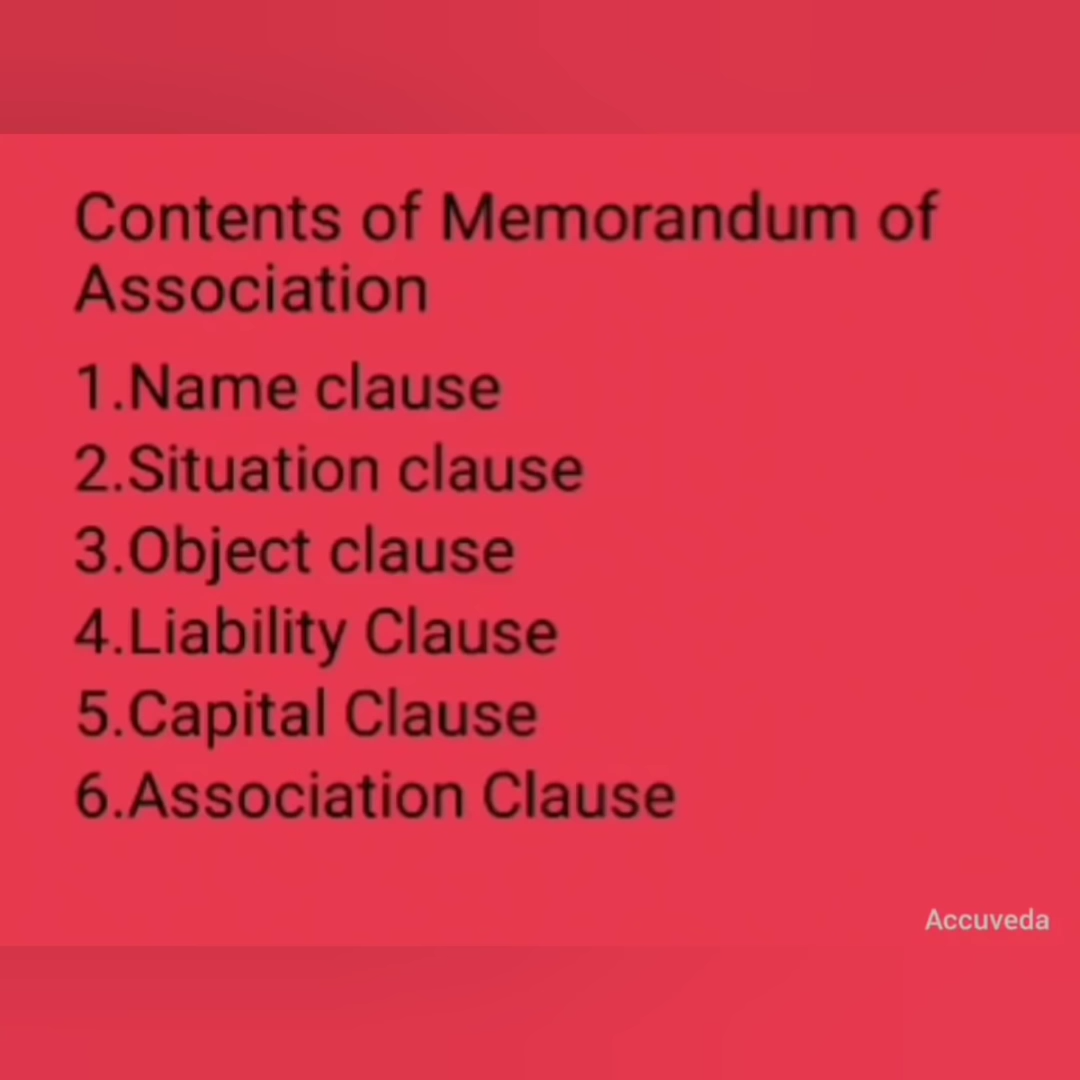 Contents of Memorandum of
Association
1.Name clause
2.Situation clause
3.Object clause
4.Liability Clause
5.Capital Clause
6.Association Clause
Accuveda